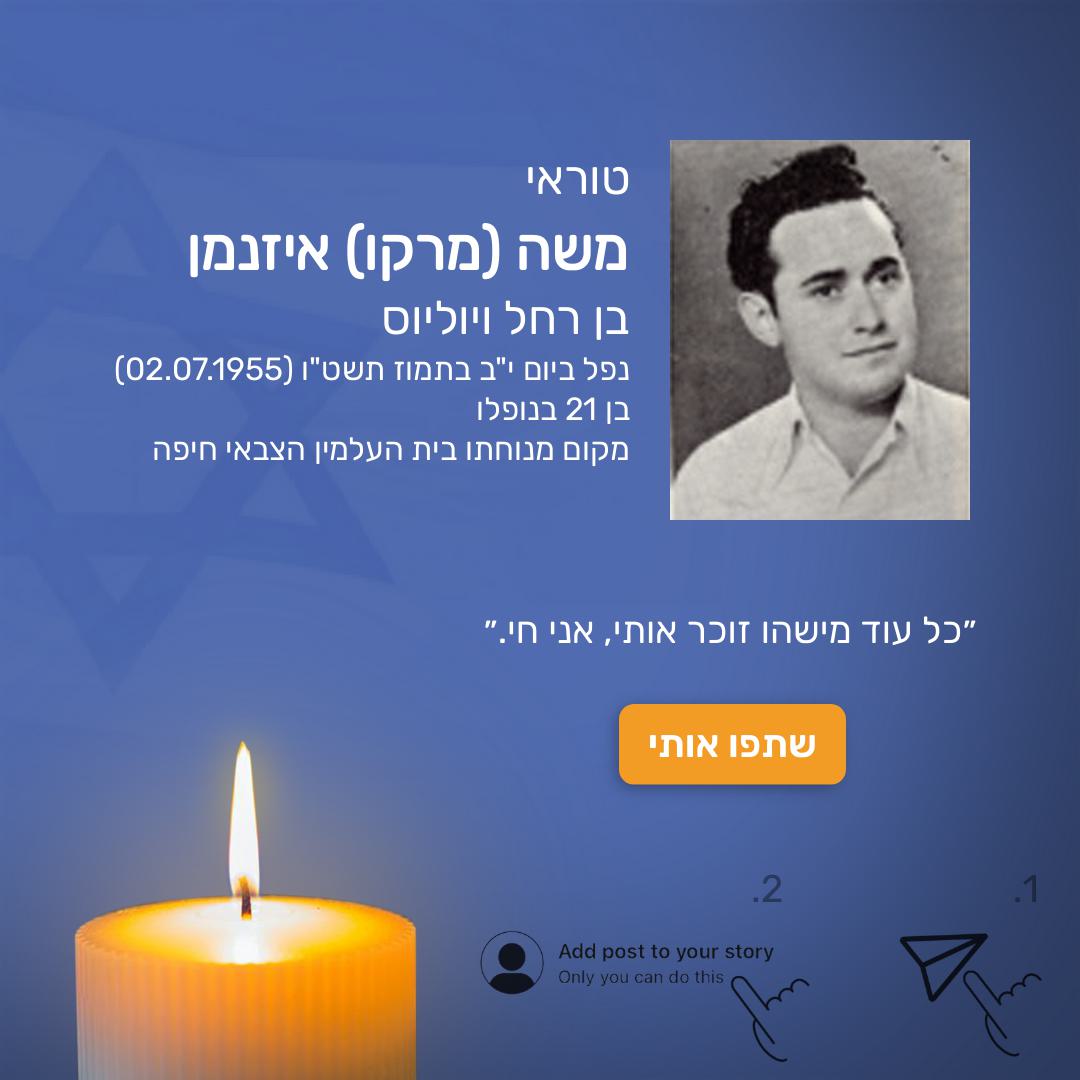 טוראי
משה (מרקו) איזנמן
בן רחל ויוליוס
נפל ביום י"ב בתמוז תשט"ו (02.07.1955)
בן 21 בנופלו
מקום מנוחתו בית העלמין הצבאי חיפה
״כל עוד מישהו זוכר אותי, אני חי.״
שתפו אותי
1.
2.
Add post to your story
Only you can do this